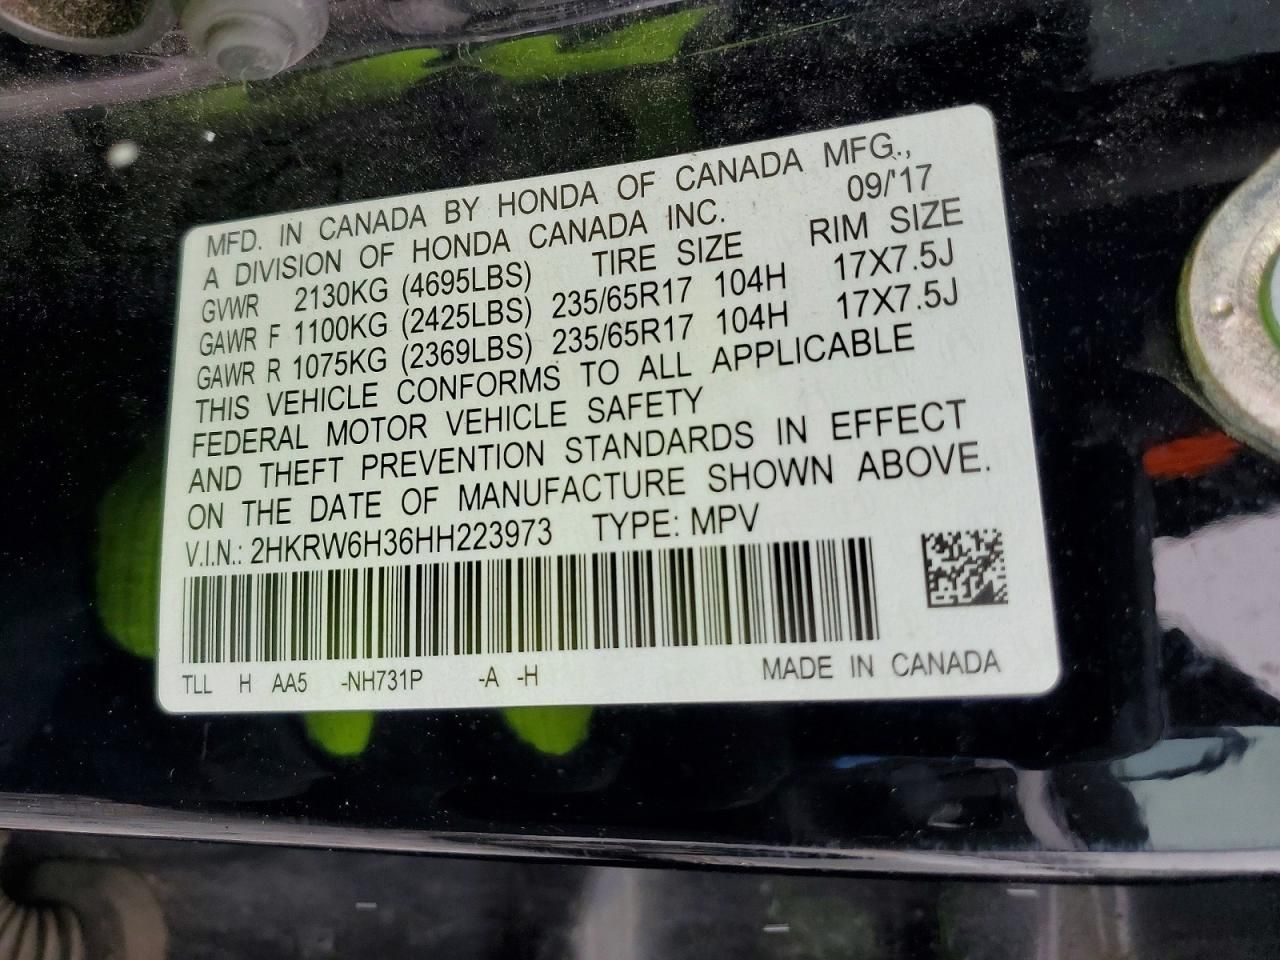 MFD. IN CANADA BY HONDA OF CANADA MFG.,
A DIVISION OF HONDA CANADA INC. 09/'17
GVWR 2130KG (4695LBS) TIRE SIZE RIM SIZE
GAWR F 1100KG (2425LBS) 235/65R17 104H 17X7.5J
GAWR R 1075KG (2369LBS) 235/65R17 104H 17X7.5J
THIS VEHICLE CONFORMS TO ALL APPLICABLE
FEDERAL MOTOR VEHICLE SAFETY
AND THEFT PREVENTION STANDARDS IN EFFECT
ON THE DATE OF MANUFACTURE SHOWN ABOVE.
V.I.N.: 2HKRW6H36HH223973 TYPE: MPV
TLL H AA5 -NH731P -A -H MADE IN CANADA